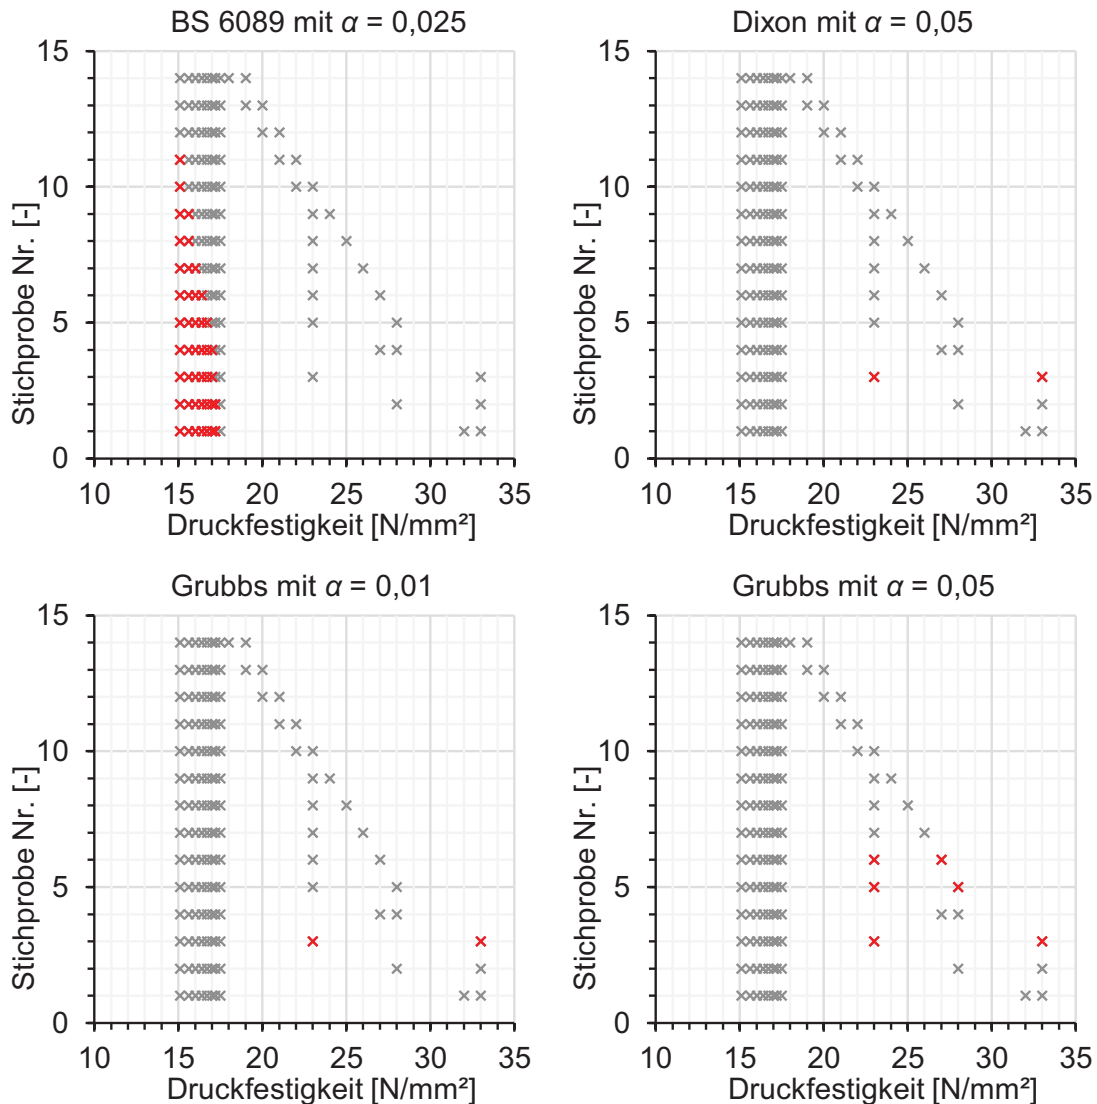 BS 6089 mit α = 0,025
15
10
5
0
Stichprobe Nr. [-]
10 15 20 25 30 35
Druckfestigkeit [N/mm²]
Dixon mit α = 0,05
15
10
5
0
Stichprobe Nr. [-]
10 15 20 25 30 35
Druckfestigkeit [N/mm²]
Grubbs mit α = 0,01
15
10
5
0
Stichprobe Nr. [-]
10 15 20 25 30 35
Druckfestigkeit [N/mm²]
Grubbs mit α = 0,05
15
10
5
0
Stichprobe Nr. [-]
10 15 20 25 30 35
Druckfestigkeit [N/mm²]